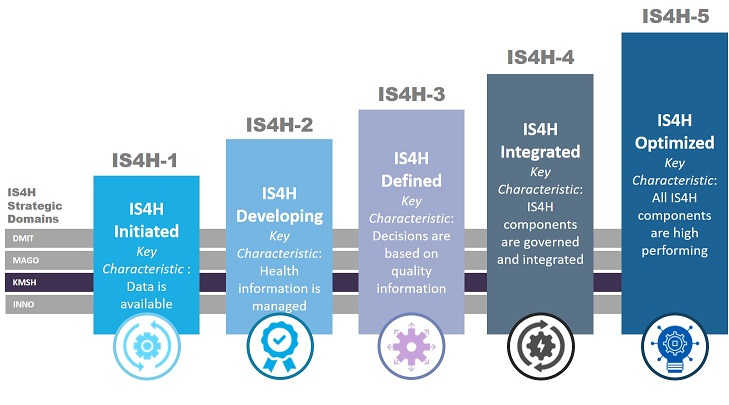 IS4H-1
IS4H-2
IS4H-3
IS4H-4
IS4H-5
IS4H
Strategic
Domains
DMIT
MAGO
KMSH
INNO
IS4H
Initiated
Key
Characteristic :
Data is
available
IS4H
Developing
Key
Characteristic:
Health
information is
managed
IS4H
Defined
Key
Characteristic:
Decisions are
based on
quality
information
IS4H
Integrated
Key
Characteristic:
IS4H
components
are governed
and integrated
IS4H
Optimized
Key
Characteristic:
All IS4H
components
are high
performing